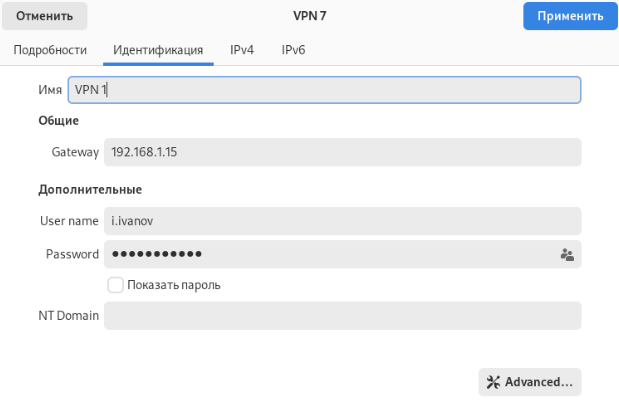 Отменить VPN 7 Применить
Подробности Идентификация IPv4 IPv6
Имя VPN 1
Общие
Gateway 192.168.1.15
Дополнительные
User name i.ivanov
Password ●●●●●●●●●●●
Показать пароль
NT Domain
Advanced...